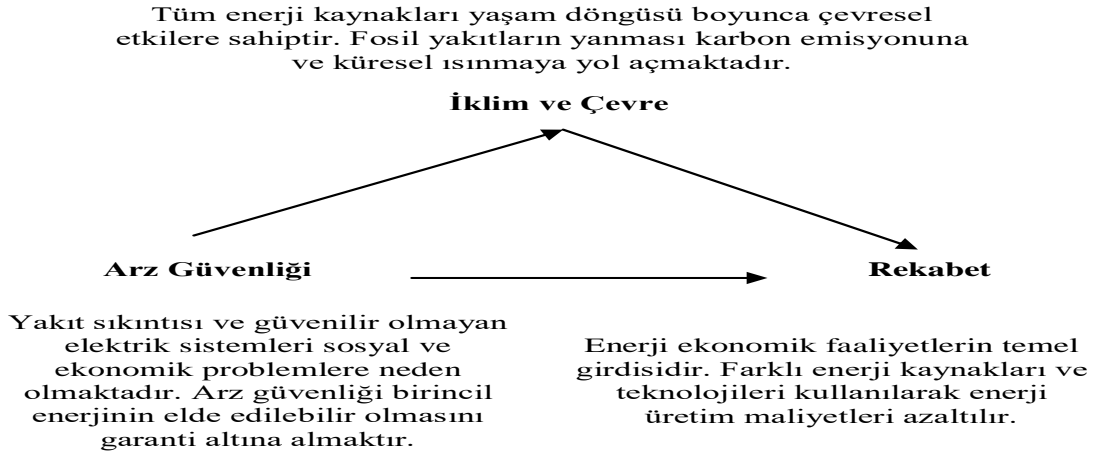 Tüm enerji kaynakları yaşam döngüsü boyunca çevresel
etkilere sahiptir. Fosil yakıtların yanması karbon emisyonuna
ve küresel ısınmaya yol açmaktadır.
İklim ve Çevre
Arz Güvenliği
Rekabet
Yakıt sıkıntısı ve güvenilir olmayan
elektrik sistemleri sosyal ve
ekonomik problemlere neden
olmaktadır. Arz güvenliği birincil
enerjinin elde edilebilir olmasını
garanti altına almaktır.
Enerji ekonomik faaliyetlerin temel
girdisidir. Farklı enerji kaynakları ve
teknolojileri kullanılarak enerji
üretim maliyetleri azaltılır.